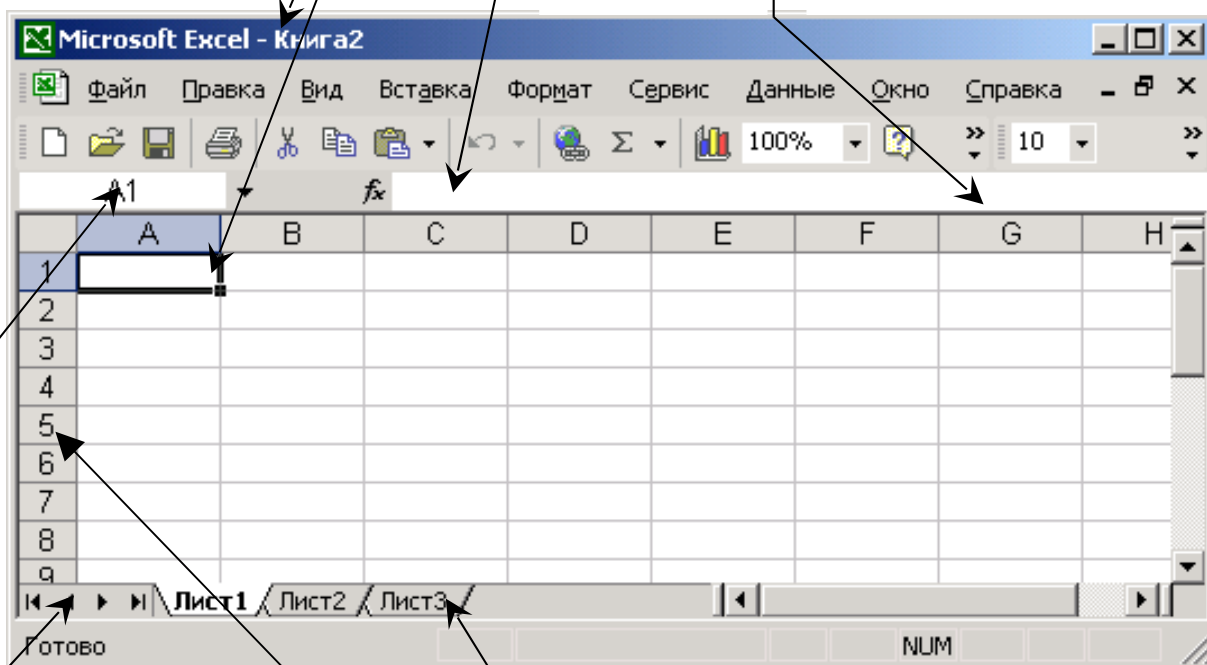 Microsoft Excel - Книга2
Файл Правка Вид Вставка Формат Сервис Данные Окно Справка
Σ 100% ? » 10 »
A1 fx
A B C D E F G H
1
2
3
4
5
6
7
8
9
Лист1 Лист2 Лист3
Готово NUM